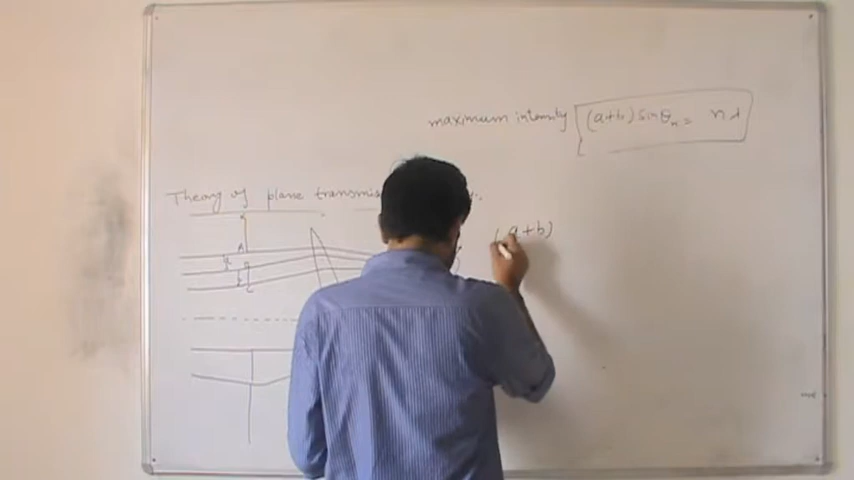 maximum intensity (a+b) sinθn = nλ
Theory of plane transmis
(a+b)
A
B
C